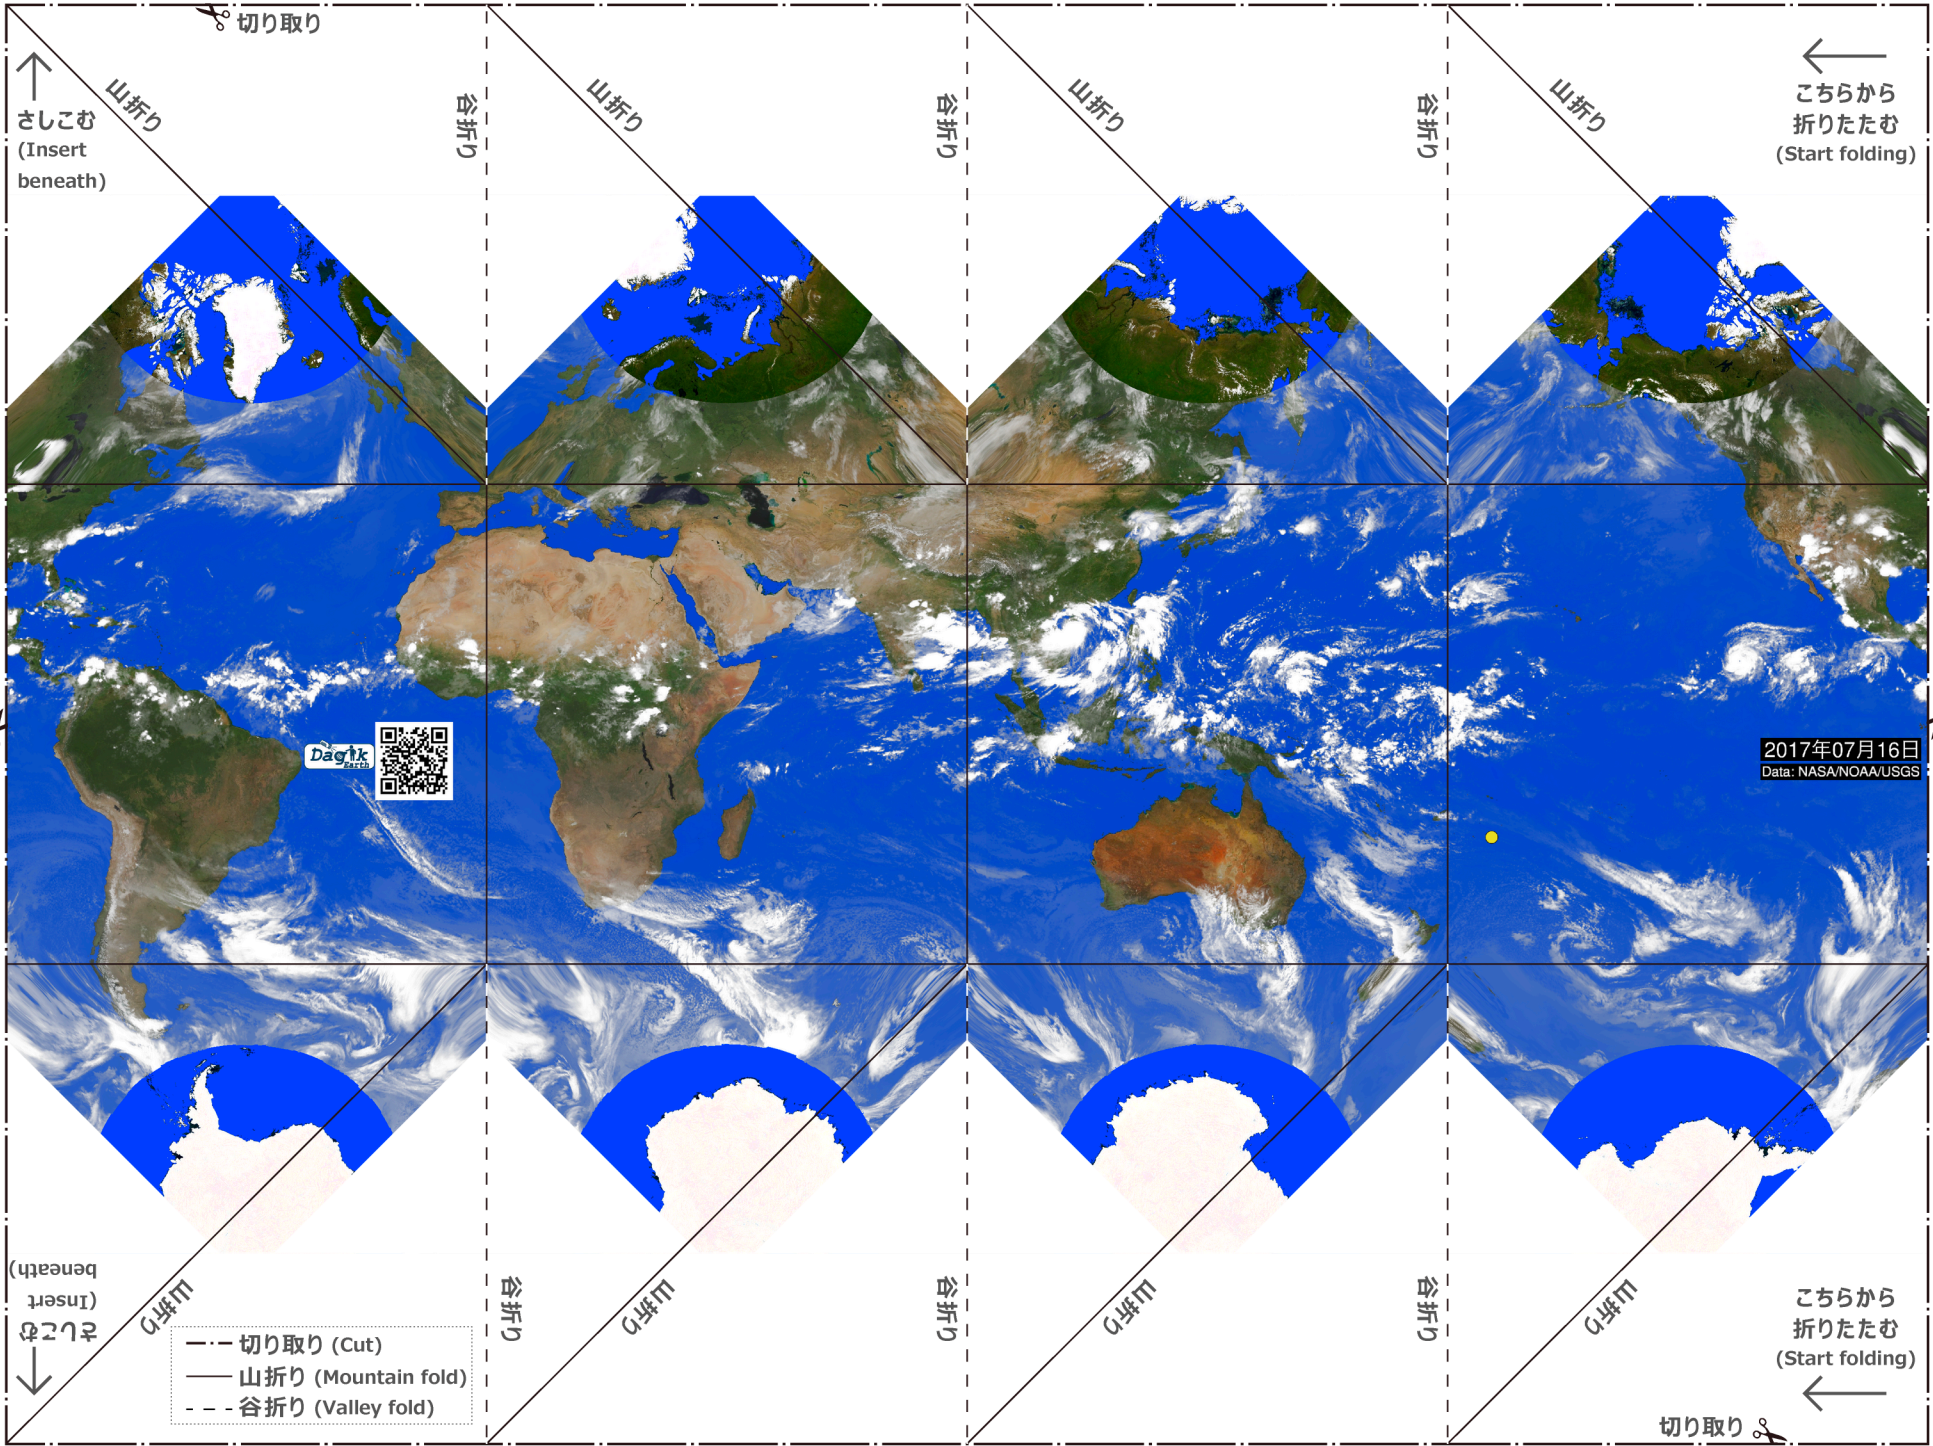 切り取り
山折り
谷折り
山折り
谷折り
山折り
谷折り
山折り
さしこむ
(Insert
beneath)
こちらから
折りたたむ
(Start folding)
Dagik
Earth
2017年07月16日
Data: NASA/NOAA/USGS
さしこむ
(Insert
beneath)
山折り
谷折り
山折り
谷折り
山折り
谷折り
山折り
こちらから
折りたたむ
(Start folding)
切り取り (Cut)
山折り (Mountain fold)
谷折り (Valley fold)
切り取り